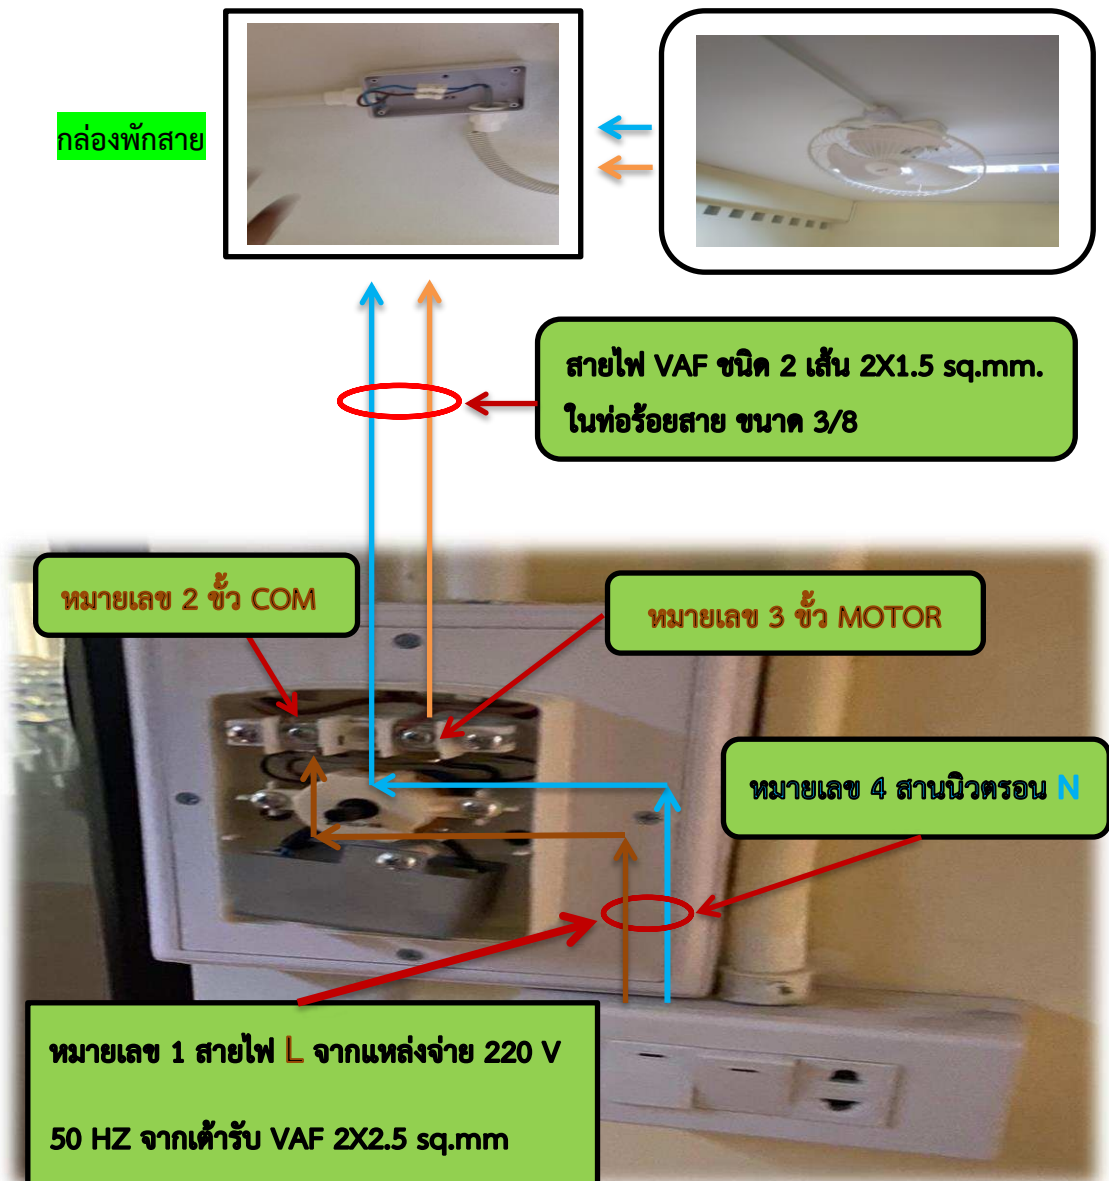 กล่องพักสาย
สายไฟ VAF ชนิด 2 เส้น 2X1.5 sq.mm.
ในท่อร้อยสาย ขนาด 3/8
หมายเลข 2 ขั้ว COM
หมายเลข 3 ขั้ว MOTOR
หมายเลข 4 สานนิวตรอน N
หมายเลข 1 สายไฟ L จากแหล่งจ่าย 220 V
50 HZ จากเต้ารับ VAF 2X2.5 sq.mm